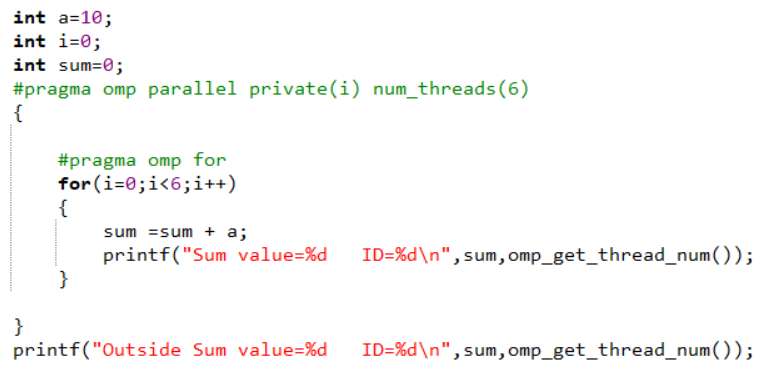 int a=10;
int i=0;
int sum=0;
#pragma omp parallel private(i) num_threads(6)
{
#pragma omp for
for(i=0;i<6;i++)
{
sum =sum + a;
printf("Sum value=%d   ID=%d\n",sum,omp_get_thread_num());
}
}
printf("Outside Sum value=%d   ID=%d\n",sum,omp_get_thread_num());